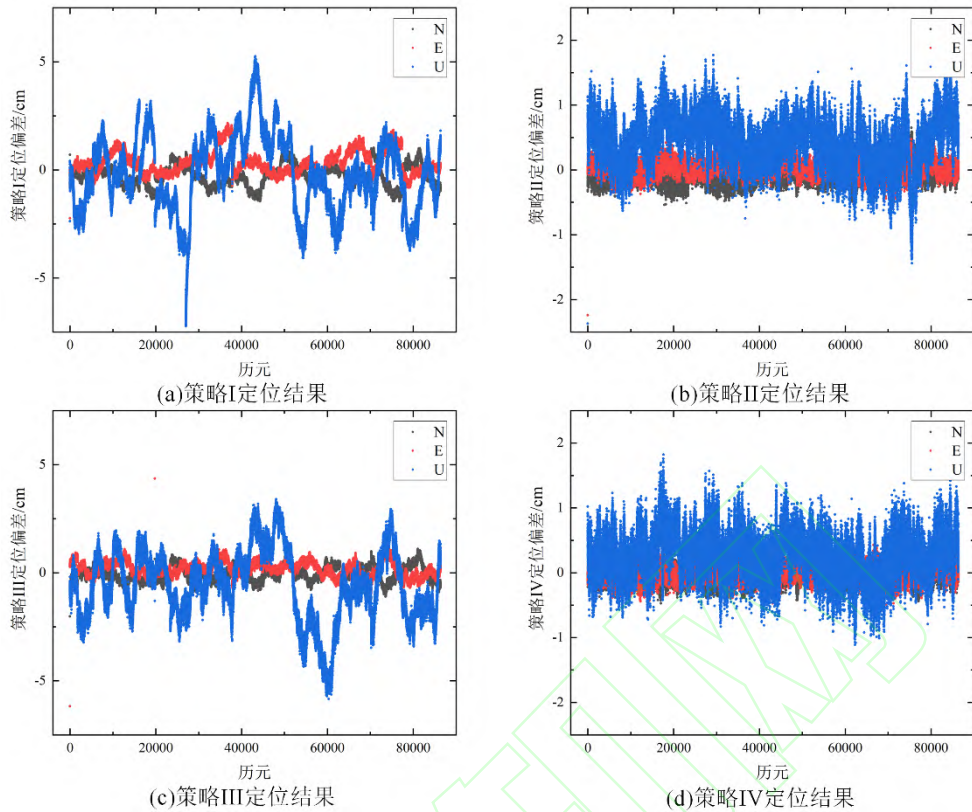 5
0
-5
策略I定位偏差/cm
N
E
U
0
20000
40000
60000
80000
历元
(a)策略I定位结果
2
1
0
-1
-2
策略II定位偏差/cm
N
E
U
0
20000
40000
60000
80000
历元
(b)策略II定位结果
5
0
-5
策略III定位偏差/cm
N
E
U
0
20000
40000
60000
80000
历元
(c)策略III定位结果
2
1
0
-1
-2
策略IV定位偏差/cm
N
E
U
0
20000
40000
60000
80000
历元
(d)策略IV定位结果